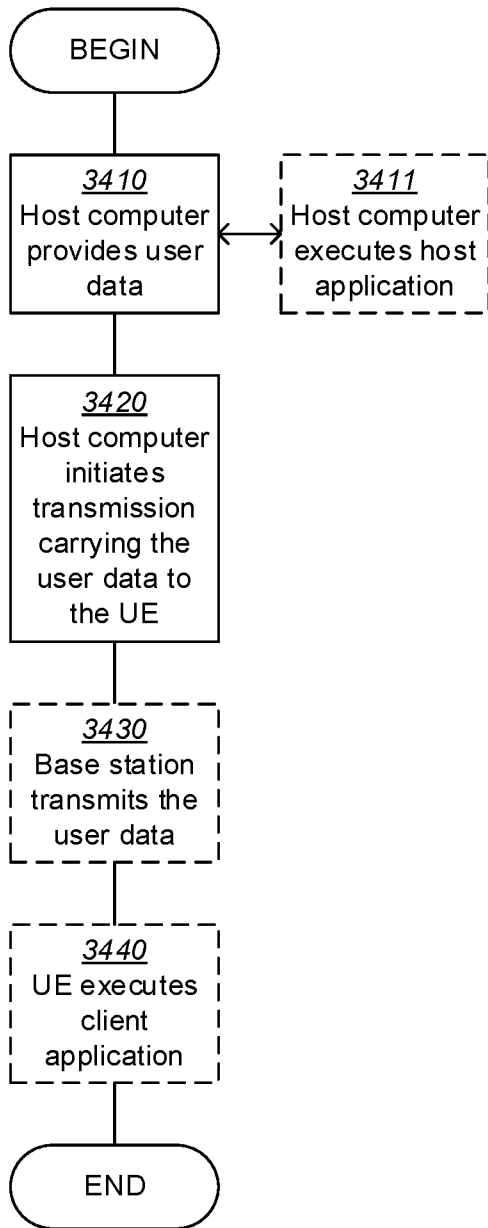 BEGIN
3410
Host computer
provides user
data
3411
Host computer
executes host
application
3420
Host computer
initiates
transmission
carrying the
user data to
the UE
3430
Base station
transmits the
user data
3440
UE executes
client
application
END